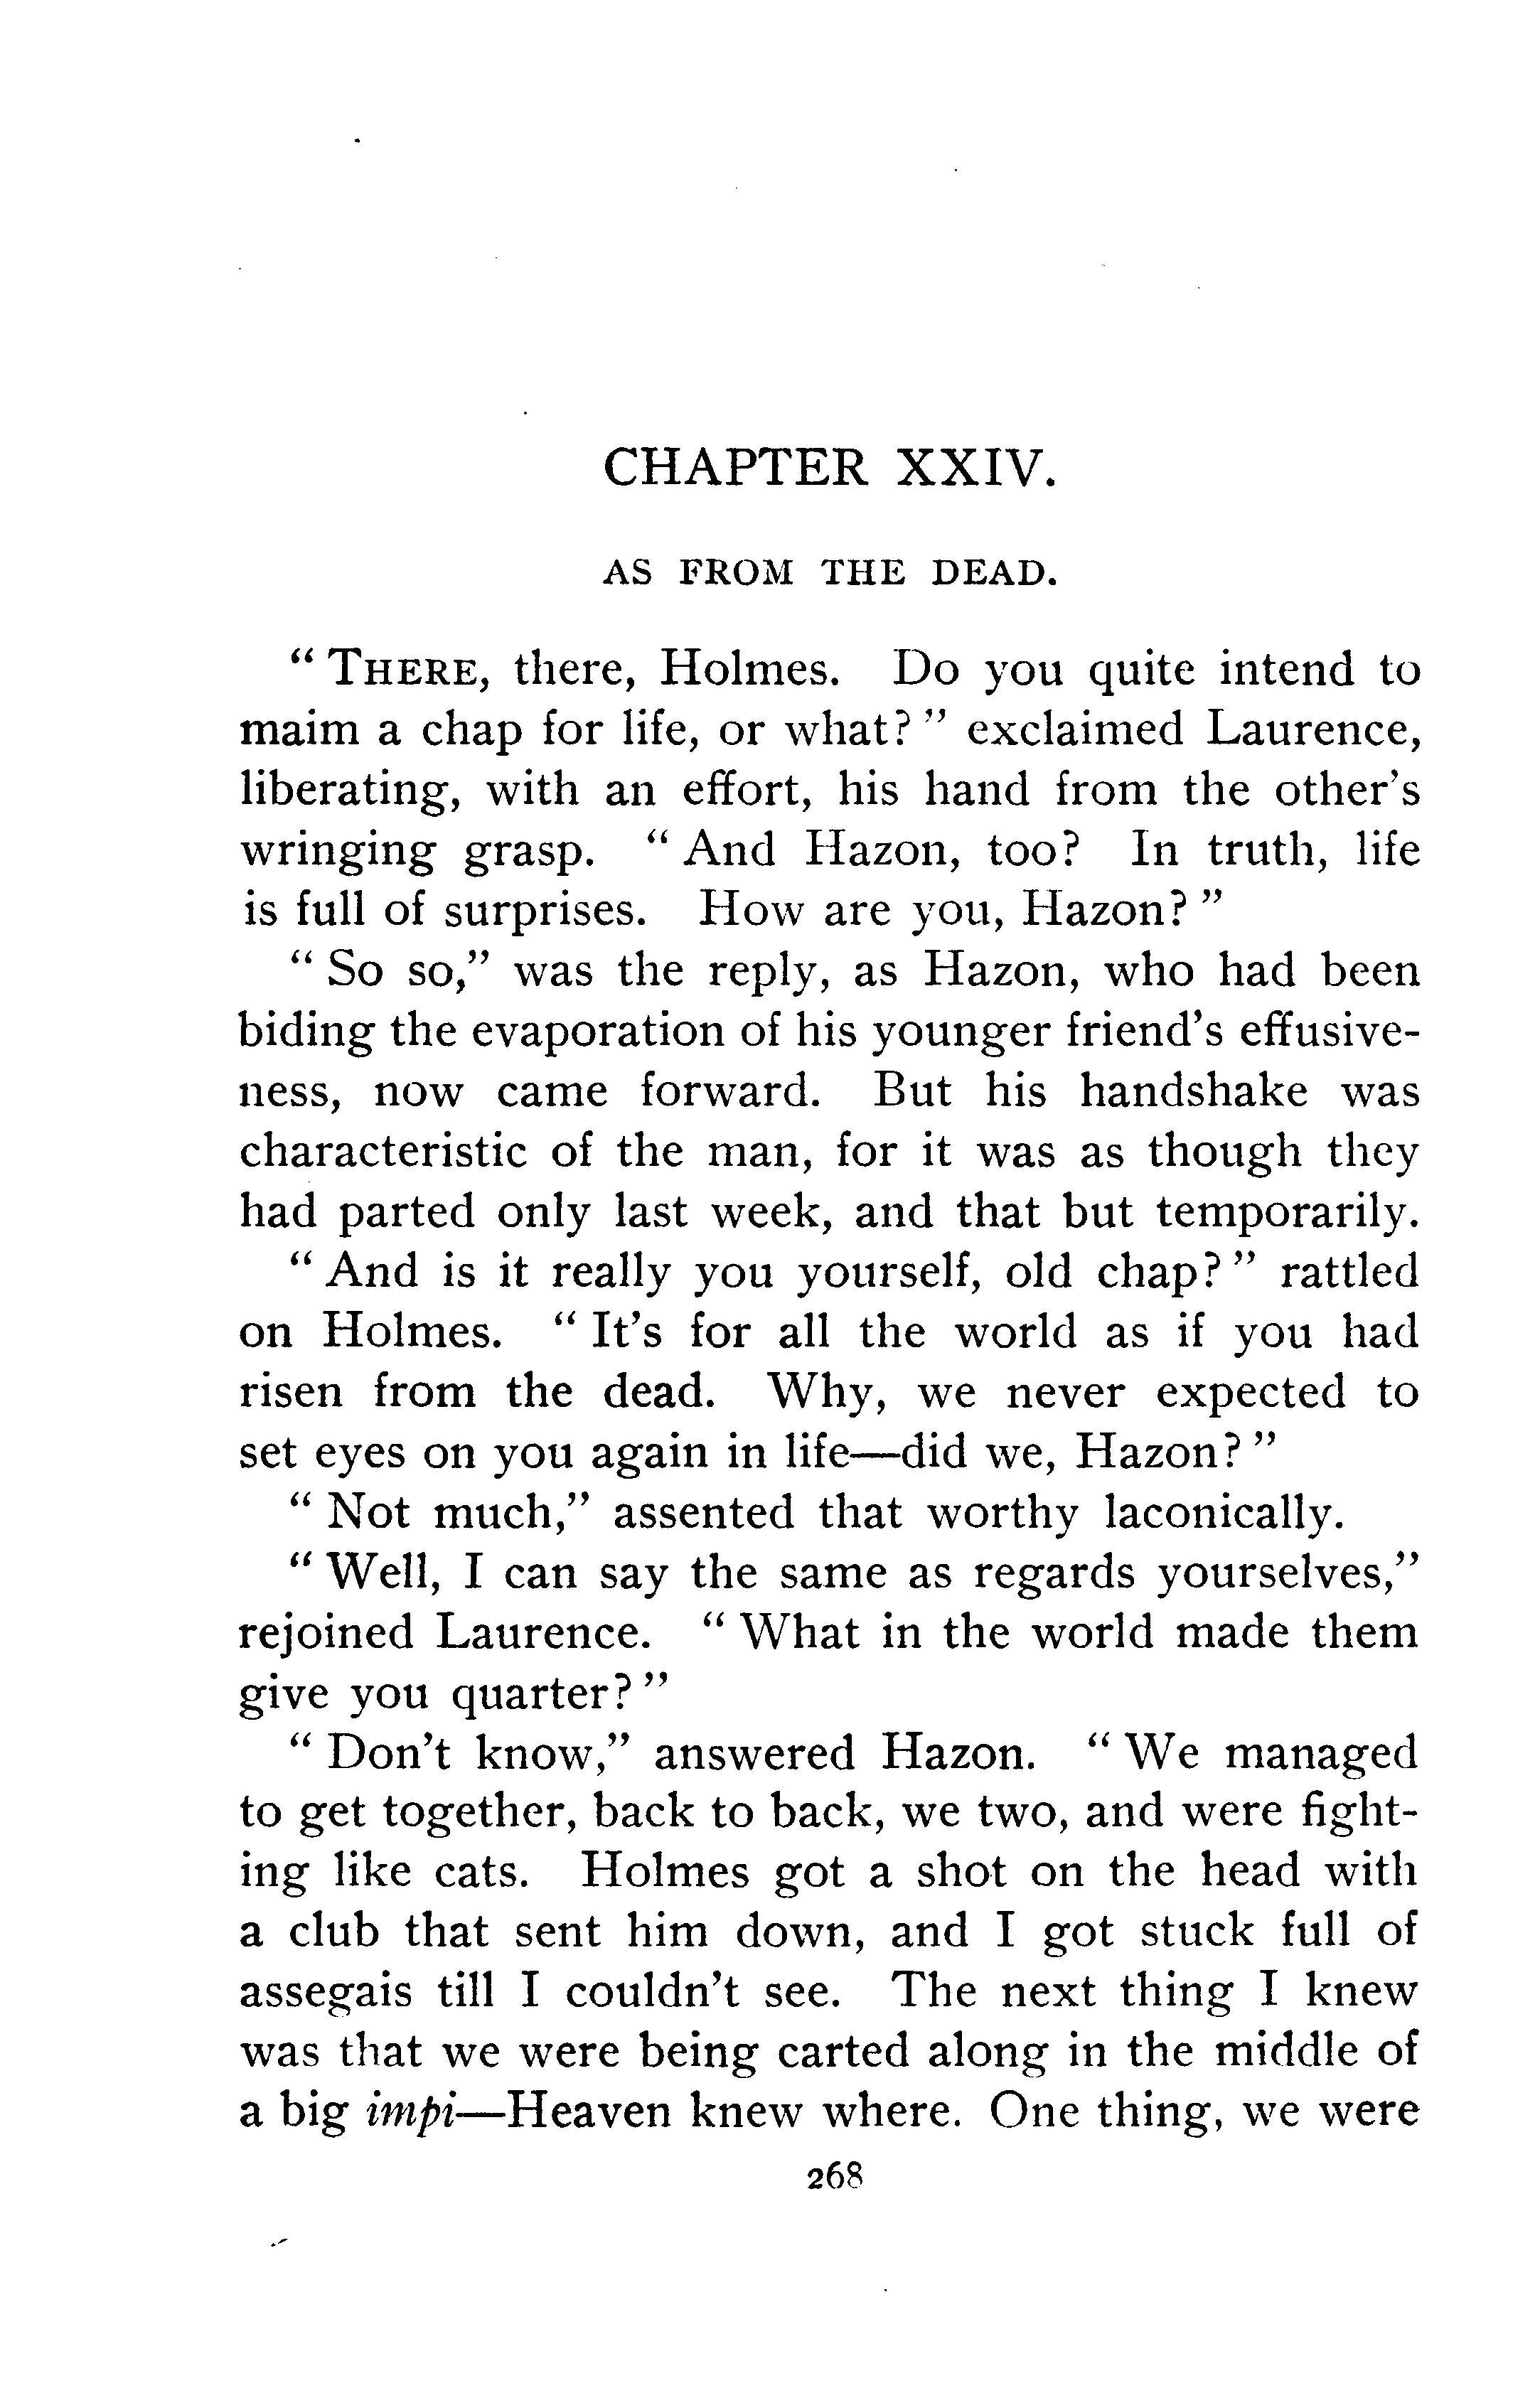 CHAPTER XXIV.
AS FROM THE DEAD.
“ THERE, there, Holmes. Do you quite intend to
maim a chap for life, or what? ” exclaimed Laurence,
liberating, with an effort, his hand from the other’s
wringing grasp. “ And Hazon, too? In truth, life
is full of surprises. How are you, Hazon? ”
“ So so,” was the reply, as Hazon, who had been
biding the evaporation of his younger friend’s effusive-
ness, now came forward. But his handshake was
characteristic of the man, for it was as though they
had parted only last week, and that but temporarily.
“ And is it really you yourself, old chap? ” rattled
on Holmes. “ It’s for all the world as if you had
risen from the dead. Why, we never expected to
set eyes on you again in life—did we, Hazon? ”
“ Not much,” assented that worthy laconically.
“ Well, I can say the same as regards yourselves,”
rejoined Laurence. “ What in the world made them
give you quarter? ”
“ Don’t know,” answered Hazon. “ We managed
to get together, back to back, we two, and were fight-
ing like cats. Holmes got a shot on the head with
a club that sent him down, and I got stuck full of
assegais till I couldn’t see. The next thing I knew
was that we were being carted along in the middle of
a big impi—Heaven knew where. One thing, we were
268